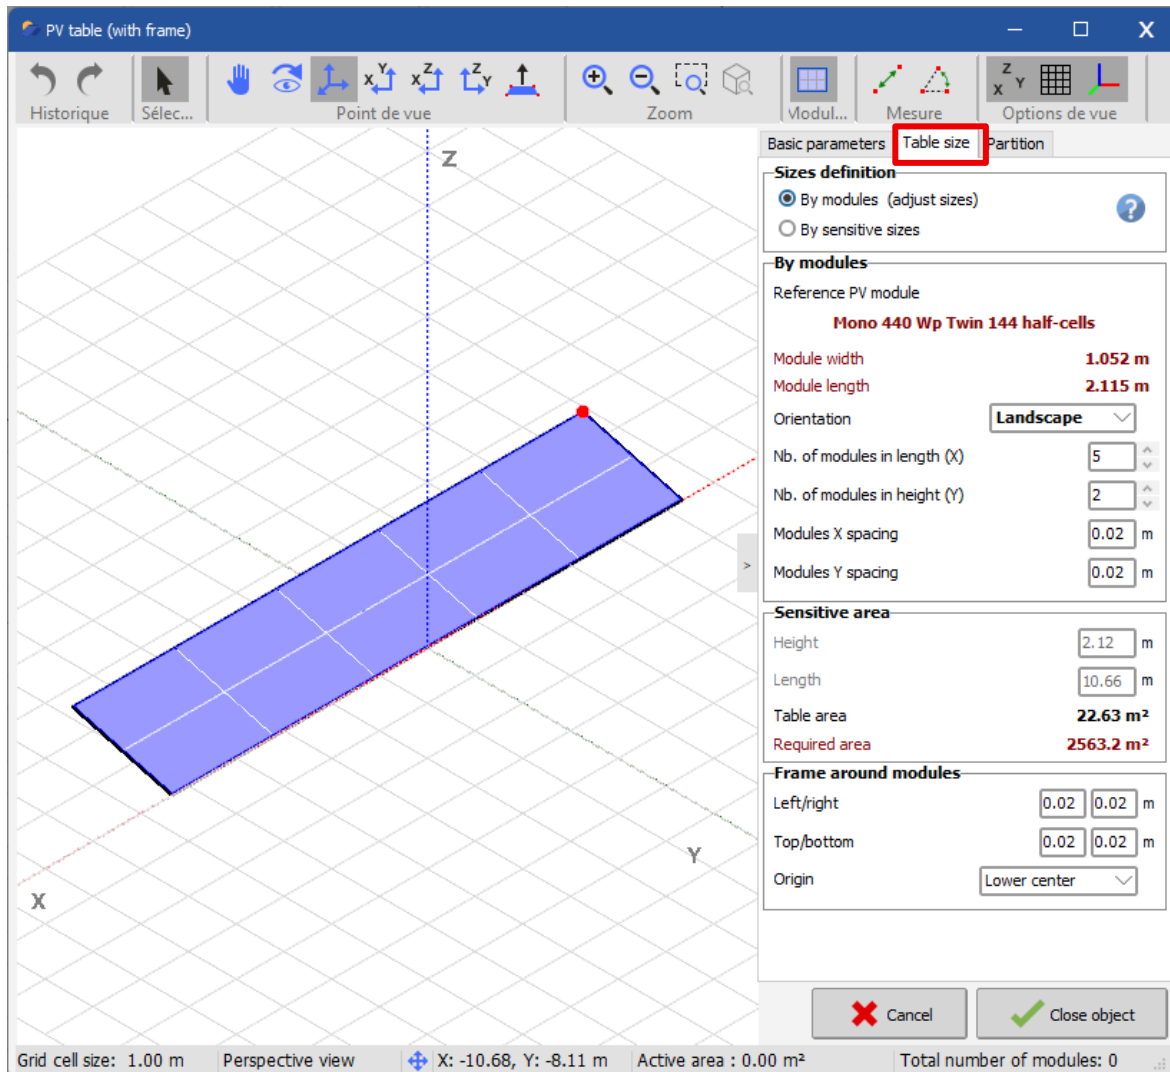 PV table (with frame)
Historique Sélec... Point de vue Zoom Modul... Mesure Options de vue
Basic parameters Table size Partition
Sizes definition
By modules (adjust sizes)
By sensitive sizes
By modules
Reference PV module
Mono 440 Wp Twin 144 half-cells
Module width 1.052 m
Module length 2.115 m
Orientation Landscape
Nb. of modules in length (X) 5
Nb. of modules in height (Y) 2
Modules X spacing 0.02 m
Modules Y spacing 0.02 m
Sensitive area
Height 2.12 m
Length 10.66 m
Table area 22.63 m²
Required area 2563.2 m²
Frame around modules
Left/right 0.02 0.02 m
Top/bottom 0.02 0.02 m
Origin Lower center
Z
Y
X
Cancel Close object
Grid cell size: 1.00 m Perspective view X: -10.68, Y: -8.11 m Active area : 0.00 m² Total number of modules: 0